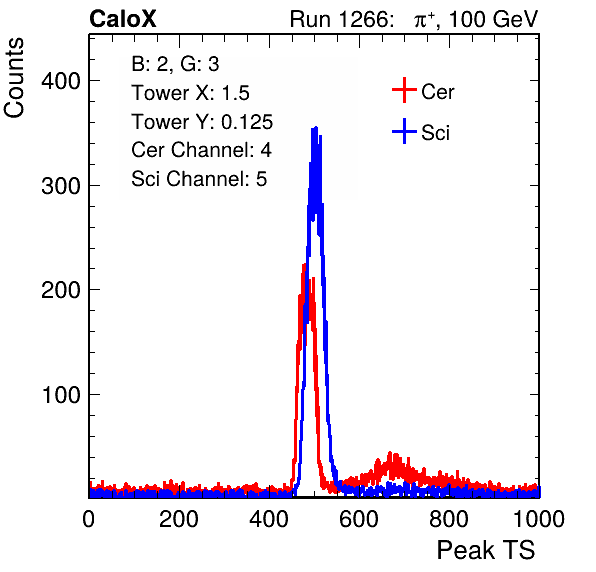 CaloX Run 1266: π⁺, 100 GeV
Counts
B: 2, G: 3
Tower X: 1.5
Tower Y: 0.125
Cer Channel: 4
Sci Channel: 5
Cer
Sci
400
300
200
100
0 200 400 600 800 1000
Peak TS